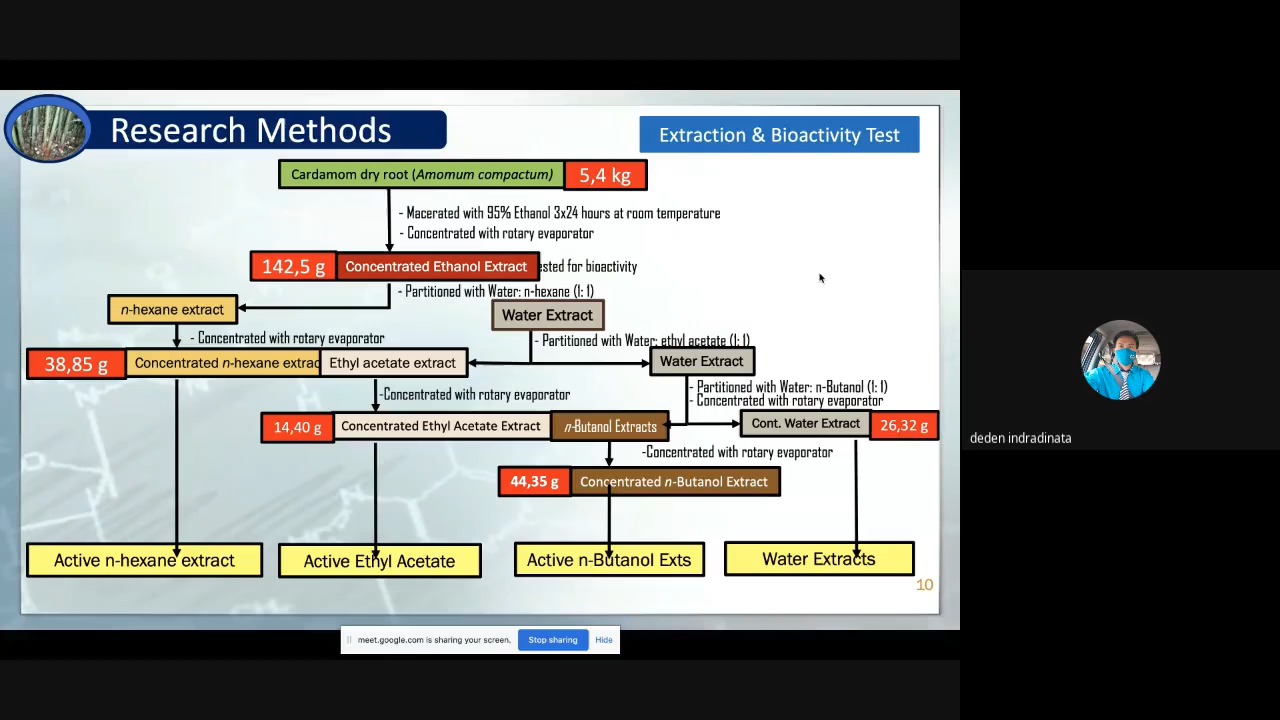 Research Methods
Extraction & Bioactivity Test
Cardamom dry root (Amomum compactum)
5,4 kg
- Macerated with 95% Ethanol 3x24 hours at room temperature
- Concentrated with rotary evaporator
142,5 g
Concentrated Ethanol Extract
ested for bioactivity
- Partitioned with Water: n-hexane (1: 1)
n-hexane extract
Water Extract
- Concentrated with rotary evaporator
- Partitioned with Water: ethyl acetate (1: 1)
38,85 g
Concentrated n-hexane extrac
Ethyl acetate extract
Water Extract
- Partitioned with Water: n-Butanol (1: 1)
- Concentrated with rotary evaporator
-Concentrated with rotary evaporator
14,40 g
Concentrated Ethyl Acetate Extract
n-Butanol Extracts
Cont. Water Extract
26,32 g
-Concentrated with rotary evaporator
44,35 g
Concentrated n-Butanol Extract
Active n-hexane extract
Active Ethyl Acetate
Active n-Butanol Exts
Water Extracts
10
meet.google.com is sharing your screen.
Stop sharing
Hide
deden indradinata